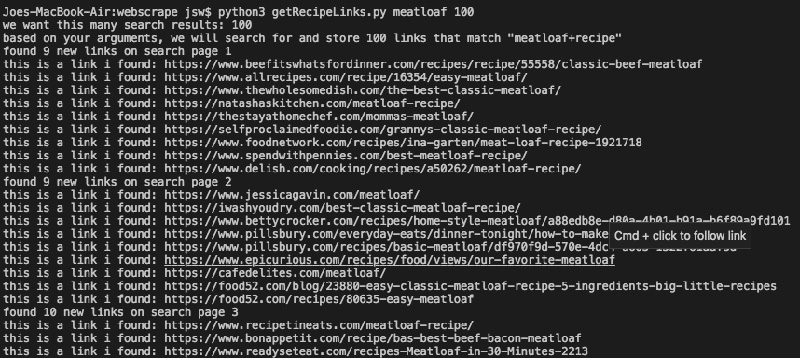 Joes-MacBook-Air:webscrape jsw$ python3 getRecipeLinks.py meatloaf 100
we want this many search results: 100
based on your arguments, we will search for and store 100 links that match "meatloaf+recipe"
found 9 new links on search page 1
this is a link i found: https://www.beefitswhatsfordinner.com/recipes/recipe/55558/classic-beef-meatloaf
this is a link i found: https://www.allrecipes.com/recipe/16354/easy-meatloaf/
this is a link i found: https://www.thewholesomedish.com/the-best-classic-meatloaf/
this is a link i found: https://natashaskitchen.com/meatloaf-recipe/
this is a link i found: https://thestayathomechef.com/mommas-meatloaf/
this is a link i found: https://selfproclaimedfoodie.com/grannys-classic-meatloaf-recipe/
this is a link i found: https://www.foodnetwork.com/recipes/ina-garten/meat-loaf-recipe-1921718
this is a link i found: https://www.spendwithpennies.com/best-meatloaf-recipe/
this is a link i found: https://www.delish.com/cooking/recipes/a50262/meatloaf-recipe/
found 9 new links on search page 2
this is a link i found: https://www.jessicagavin.com/meatloaf/
this is a link i found: https://iwashyoudry.com/best-classic-meatloaf-recipe/
this is a link i found: https://www.bettycrocker.com/recipes/home-style-meatloaf/a88edb8e-d80a-4b01-b91a-b6f89a9fd101
this is a link i found: https://www.pillsbury.com/everyday-eats/dinner-tonight/how-to-make
Cmd + click to follow link
this is a link i found: https://www.pillsbury.com/recipes/basic-meatloaf/df970f9d-570e-4dc
this is a link i found: https://www.epicurious.com/recipes/food/views/our-favorite-meatloaf
this is a link i found: https://cafedelites.com/meatloaf/
this is a link i found: https://food52.com/blog/23880-easy-classic-meatloaf-recipe-5-ingredients-big-little-recipes
this is a link i found: https://food52.com/recipes/80635-easy-meatloaf
found 10 new links on search page 3
this is a link i found: https://www.recipetineats.com/meatloaf-recipe/
this is a link i found: https://www.bonappetit.com/recipe/bas-best-beef-bacon-meatloaf
this is a link i found: https://www.readyseteat.com/recipes-Meatloaf-in-30-Minutes-2213